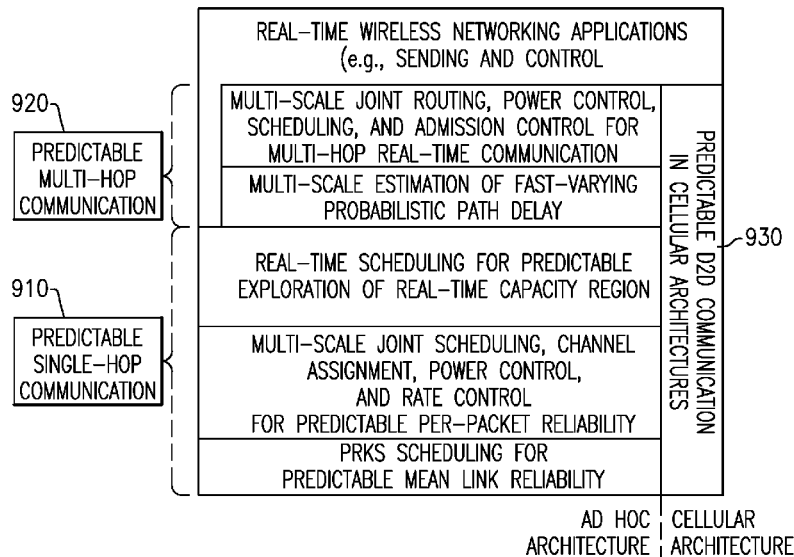 REAL-TIME WIRELESS NETWORKING APPLICATIONS
(e.g., SENDING AND CONTROL
920
PREDICTABLE
MULTI-HOP
COMMUNICATION
MULTI-SCALE JOINT ROUTING, POWER CONTROL,
SCHEDULING, AND ADMISSION CONTROL FOR
MULTI-HOP REAL-TIME COMMUNICATION
MULTI-SCALE ESTIMATION OF FAST-VARYING
PROBABILISTIC PATH DELAY
910
PREDICTABLE
SINGLE-HOP
COMMUNICATION
REAL-TIME SCHEDULING FOR PREDICTABLE
EXPLORATION OF REAL-TIME CAPACITY REGION
MULTI-SCALE JOINT SCHEDULING, CHANNEL
ASSIGNMENT, POWER CONTROL,
AND RATE CONTROL
FOR PREDICTABLE PER-PACKET RELIABILITY
PRKS SCHEDULING FOR
PREDICTABLE MEAN LINK RELIABILITY
PREDICTABLE D2D COMMUNICATION
IN CELLULAR ARCHITECTURES
930
AD HOC
ARCHITECTURE
CELLULAR
ARCHITECTURE